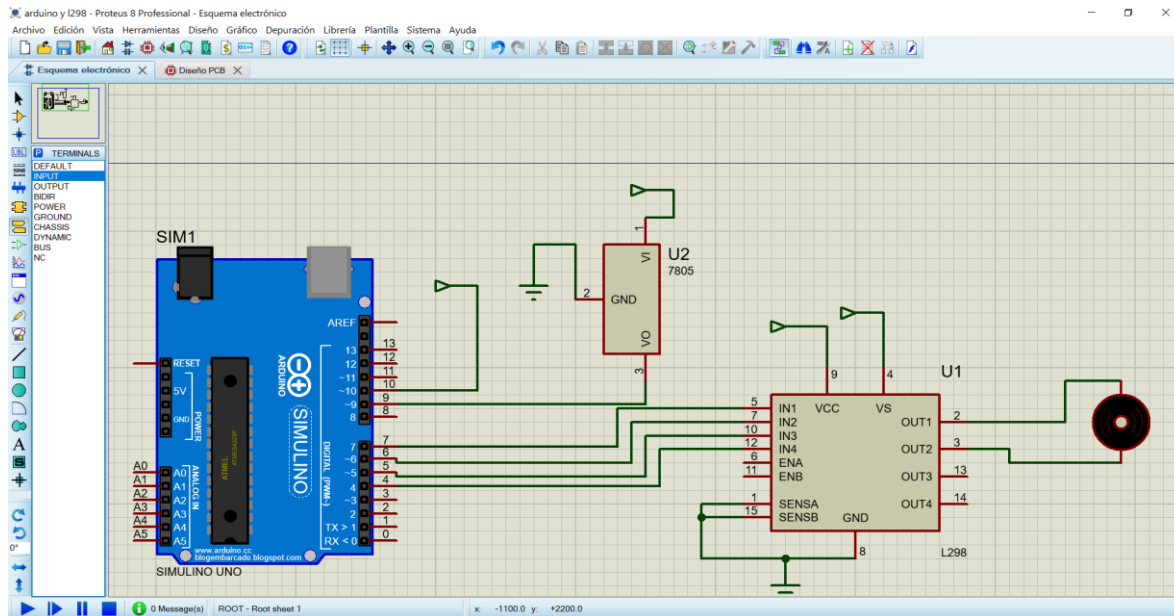 arduino y l298 - Proteus 8 Professional - Esquema electrónico
Archivo Edición Vista Herramientas Diseño Gráfico Depuración Librería Plantilla Sistema Ayuda
Esquema electrónico
Diseño PCB
P TERMINALS
DEFAULT
INPUT
OUTPUT
BIDIR
POWER
GROUND
CHASSIS
DYNAMIC
BUS
NC
LBL
A
S
0°
SIM1
AREF
13 13
12 12
~11 11
~10 10
~9 9
8 8
7 7
~6 6
~5 5
4 4
~3 3
2 2
TX > 1 1
RX < 0 0
RESET
5V
GND
POWER
A0 A0
A1 A1
A2 A2
A3 A3
A4 A4
A5 A5
ANALOG IN
ATMEL
ARDUINO
SIMULINO
DIGITAL (PWM~)
www.arduino.cc
blogembarcado.blogspot.com
SIMULINO UNO
U2
7805
1
VI
2
GND
VO
3
U1
9
4
VCC
VS
5 IN1
7 IN2
10 IN3
12 IN4
6 ENA
11 ENB
1 SENSA
15 SENSB
OUT1 2
OUT2 3
OUT3 13
OUT4 14
GND
8
L298
0 Message(s)
ROOT - Root sheet 1
x: -1100.0 y: +2200.0